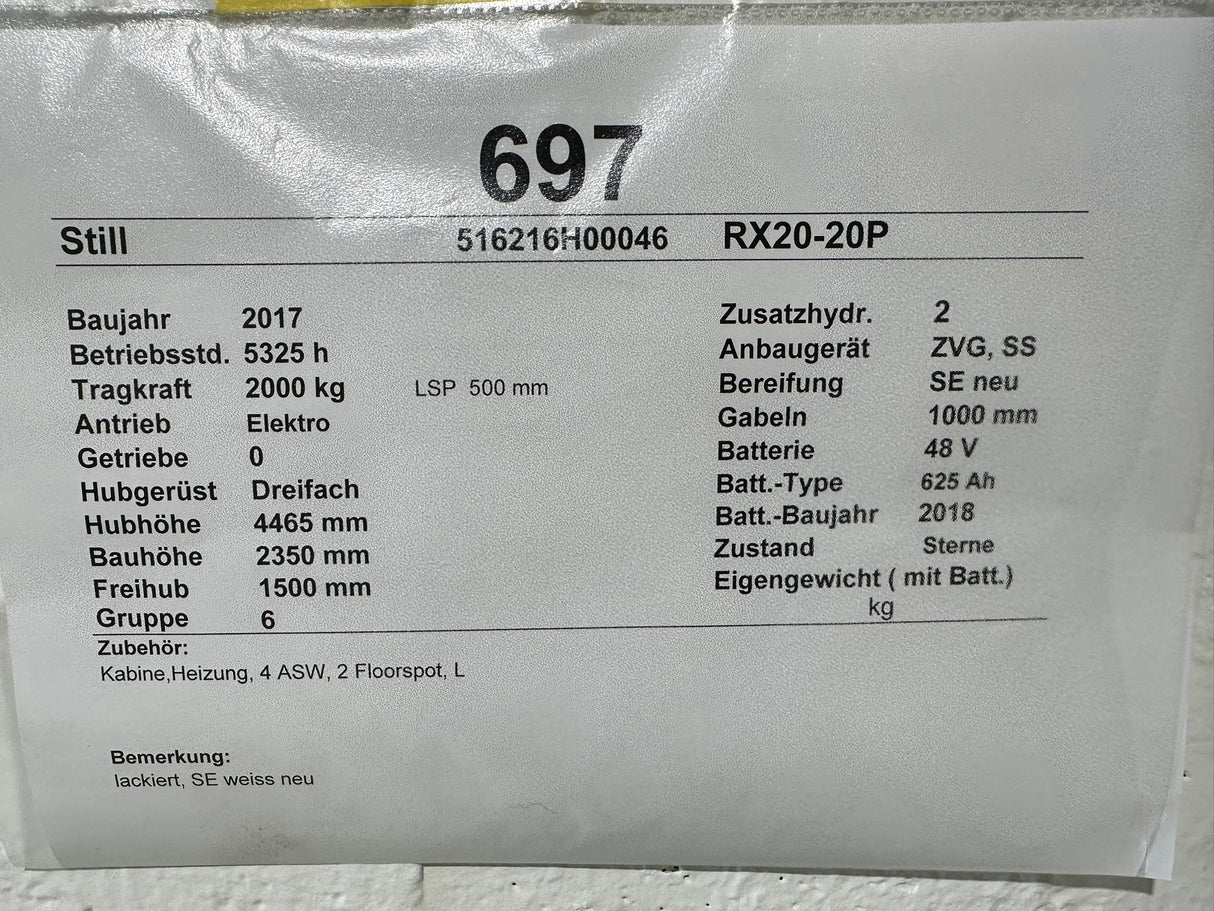 697
Still 516216H00046 RX20-20P
Baujahr 2017 Zusatzhydr. 2
Betriebsstd. 5325 h Anbaugerät ZVG, SS
Tragkraft 2000 kg LSP 500 mm Bereifung SE neu
Antrieb Elektro Gabeln 1000 mm
Getriebe 0 Batterie 48 V
Hubgerüst Dreifach Batt.-Type 625 Ah
Hubhöhe 4465 mm Batt.-Baujahr 2018
Bauhöhe 2350 mm Zustand Sterne
Freihub 1500 mm Eigengewicht ( mit Batt.)
Gruppe 6 kg
Zubehör:
Kabine,Heizung, 4 ASW, 2 Floorspot, L
Bemerkung:
lackiert, SE weiss neu